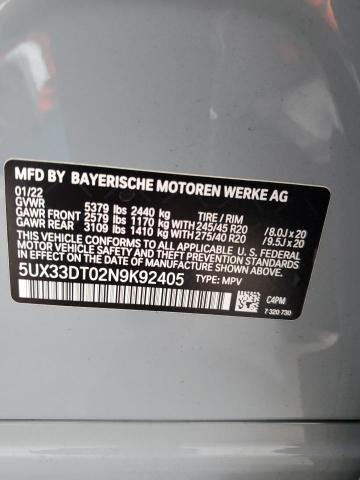 MFD BY BAYERISCHE MOTOREN WERKE AG
01/22
GVWR 5379 lbs 2440 kg TIRE / RIM
GAWR FRONT 2579 lbs 1170 kg 245/45 R20 /8.0J x 20
GAWR REAR 3109 lbs 1410 kg 275/40 R20 /9.5J x 20
THIS VEHICLE CONFORMS TO ALL APPLICABLE U.S. FEDERAL
MOTOR VEHICLE SAFETY, BUMPER, AND THEFT
PREVENTION STANDARDS IN EFFECT ON THE DATE OF
MANUFACTURE SHOWN ABOVE.
5UX33DT02N9K92405 TYPE: MPV
C4PM
7 320 730